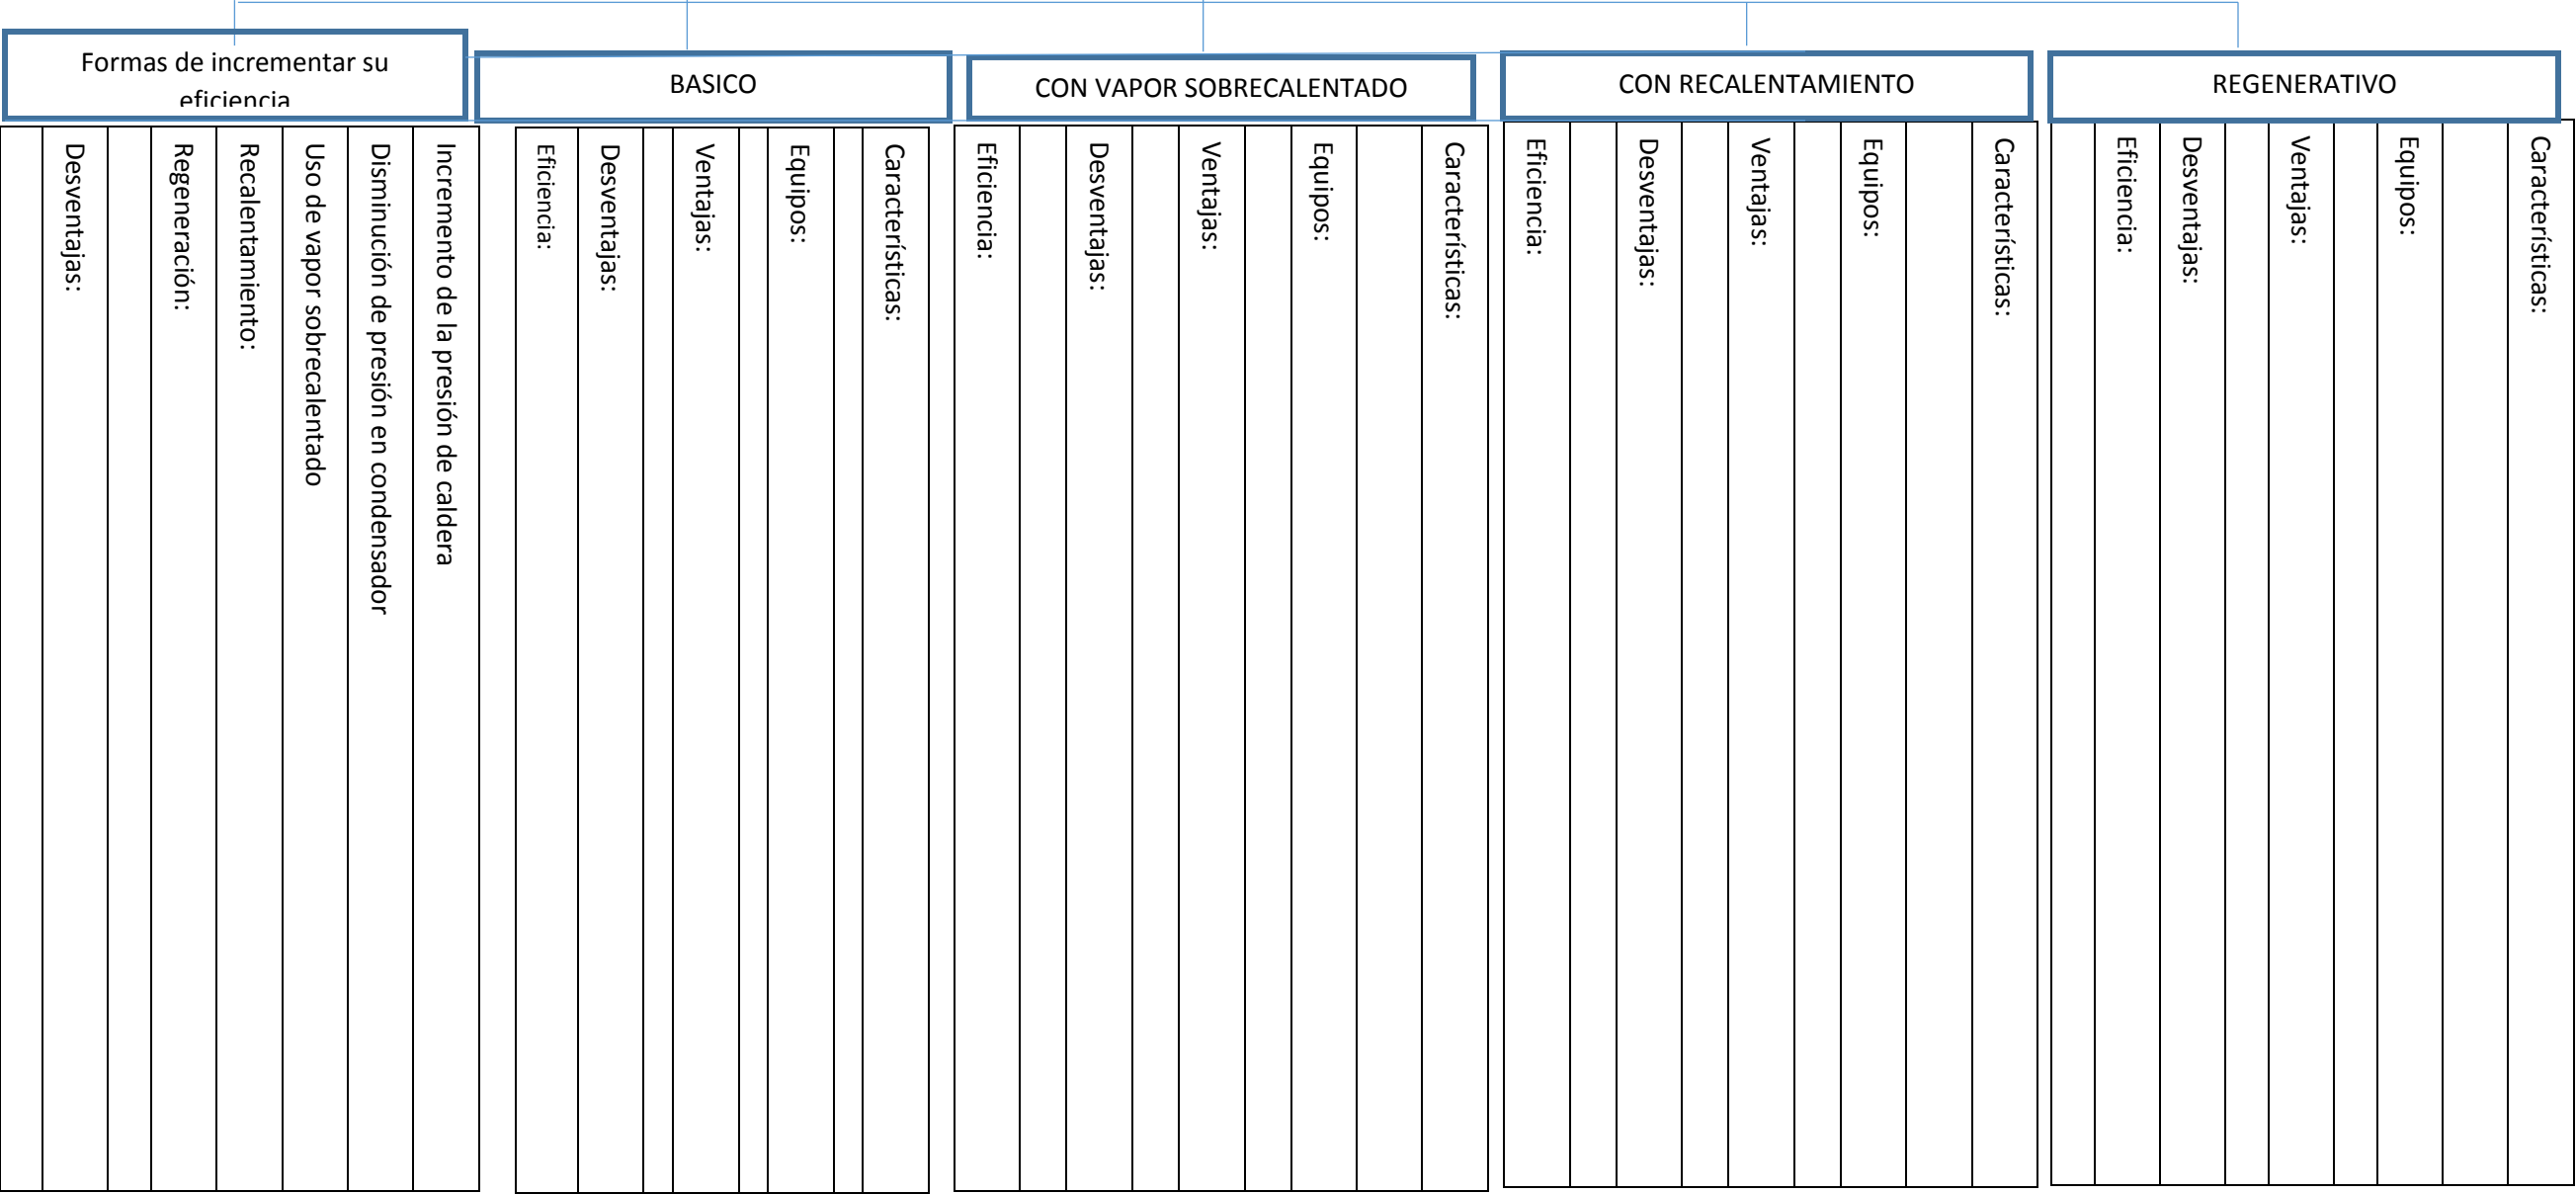 Formas de incrementar su
eficiencia
BASICO
CON VAPOR SOBRECALENTADO
CON RECALENTAMIENTO
REGENERATIVO
Incremento de la presión de caldera
Disminución de presión en condensador
Uso de vapor sobrecalentado
Recalentamiento:
Regeneración:
Desventajas:
Características:
Equipos:
Ventajas:
Desventajas:
Eficiencia:
Características:
Equipos:
Ventajas:
Desventajas:
Eficiencia:
Características:
Equipos:
Ventajas:
Desventajas:
Eficiencia:
Características:
Equipos:
Ventajas:
Desventajas:
Eficiencia: